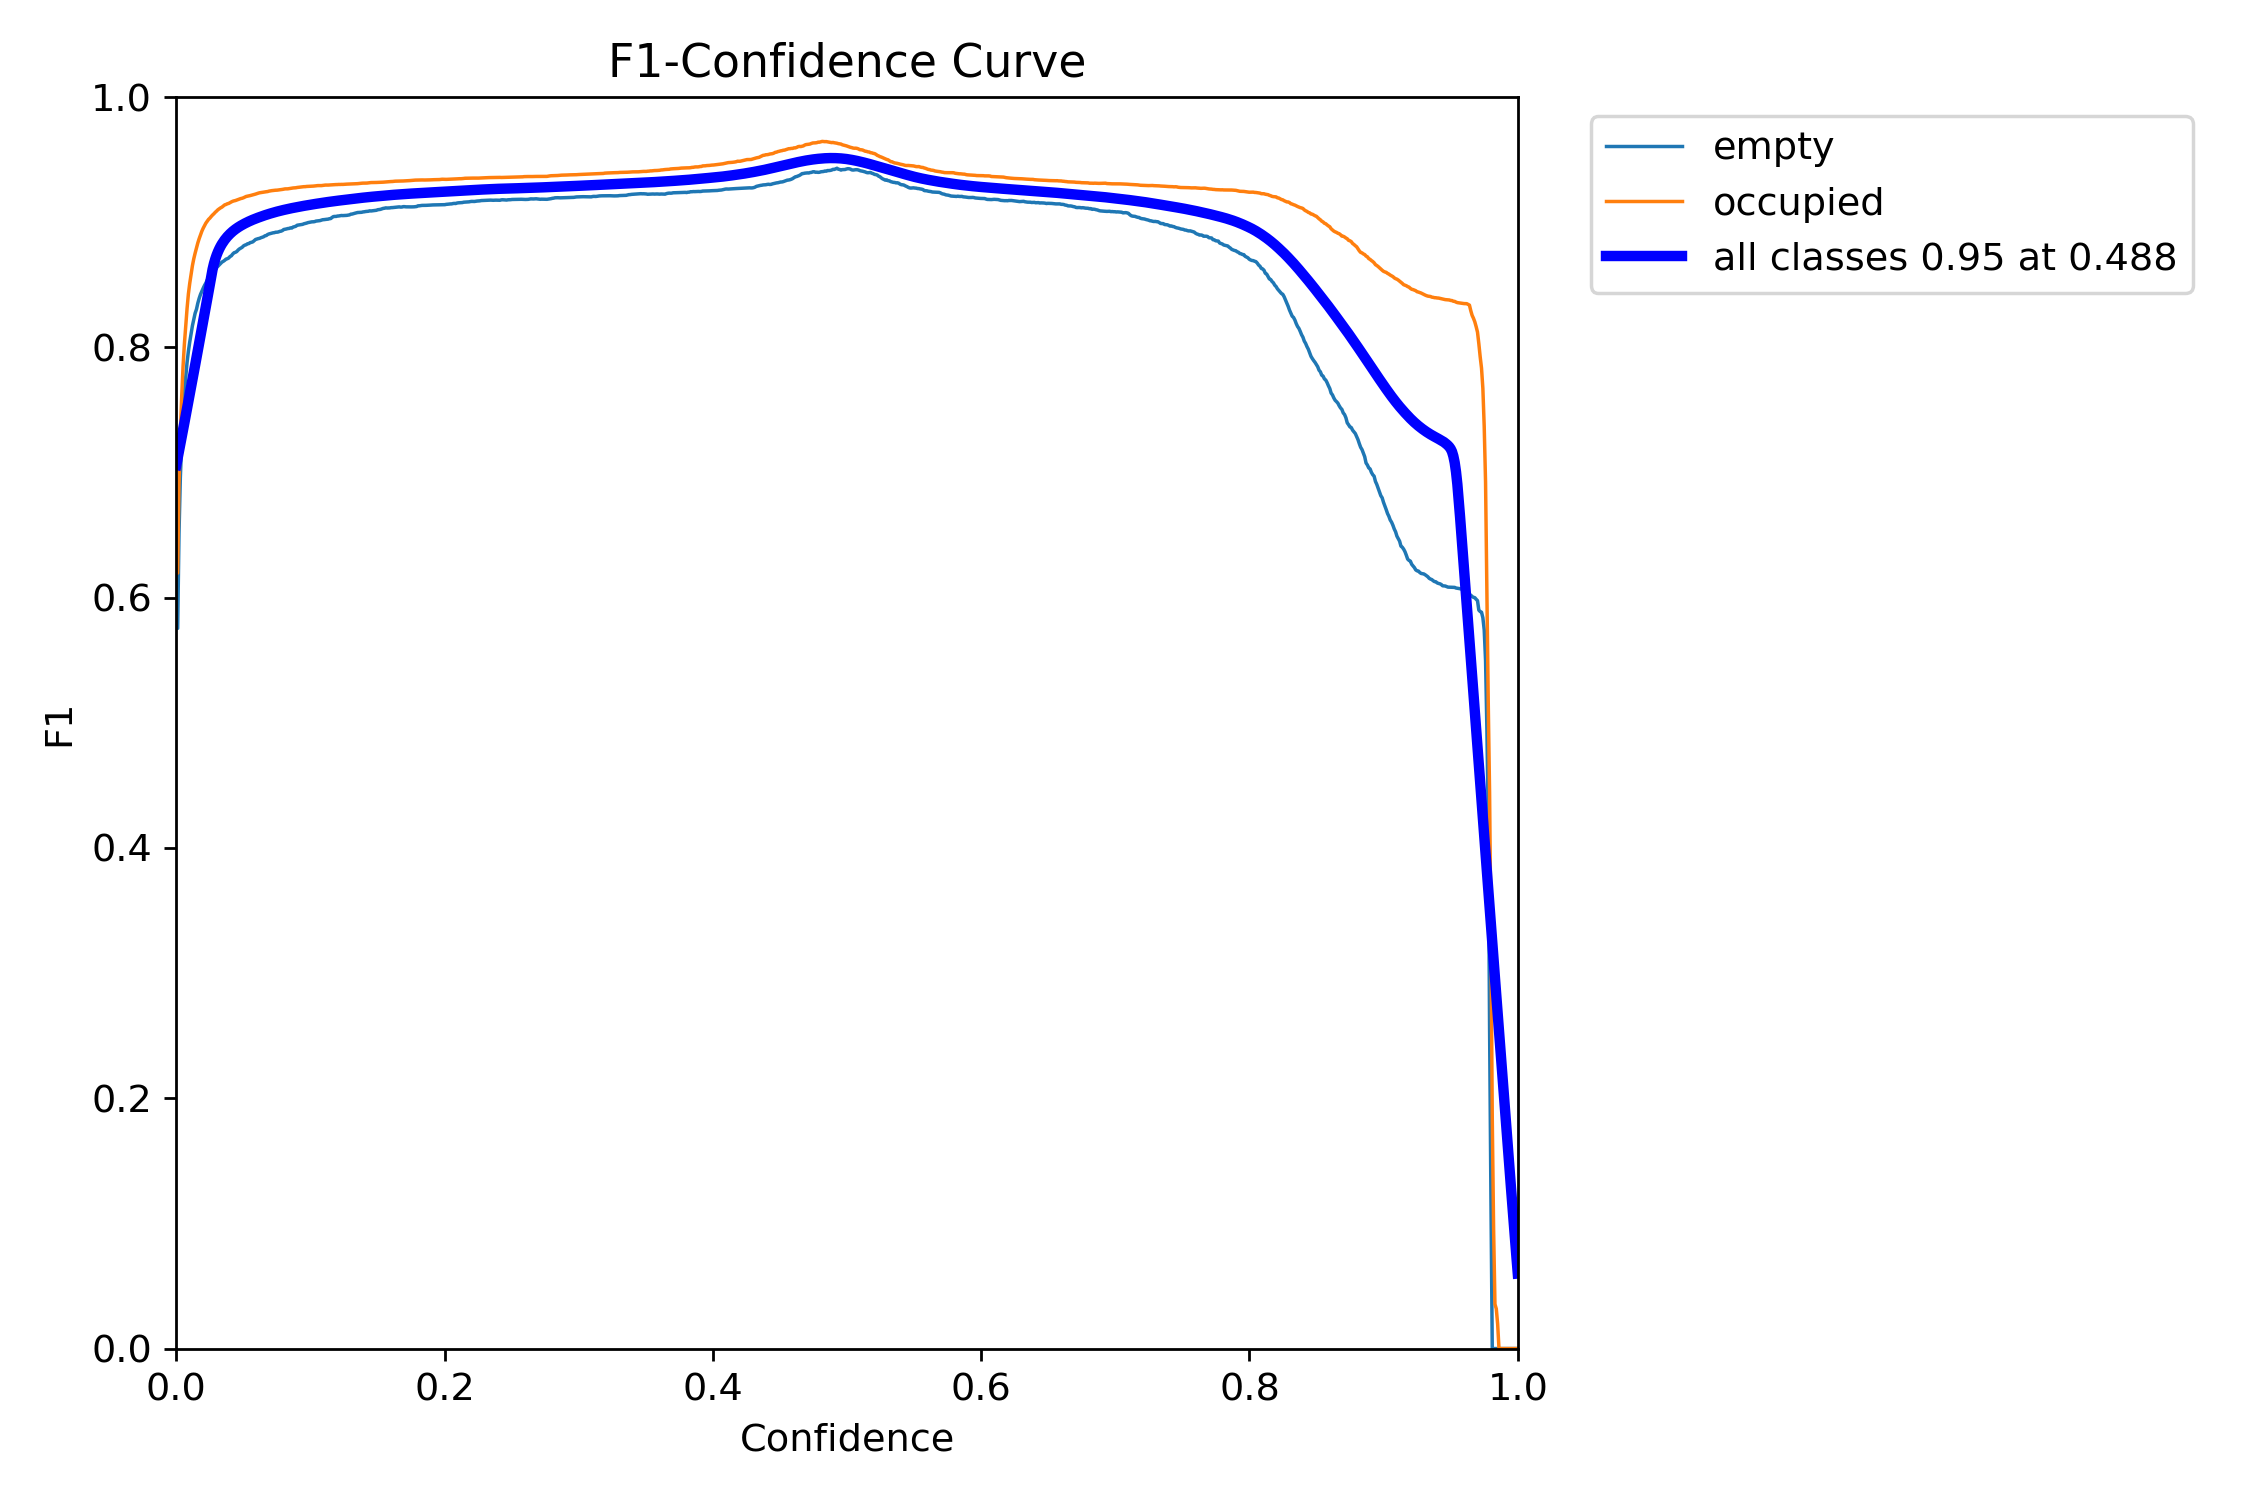 F1-Confidence Curve
1.0
0.8
0.6
0.4
0.2
0.0
F1
0.0 0.2 0.4 0.6 0.8 1.0
Confidence
empty
occupied
all classes 0.95 at 0.488